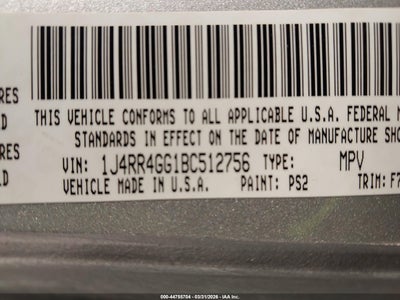 RES
D
THIS VEHICLE CONFORMS TO ALL APPLICABLE U.S.A. FEDERAL M
STANDARDS IN EFFECT ON THE DATE OF MANUFACTURE SHO
RES
D
VIN: 1J4RR4GG1BC512756 TYPE: MPV
VEHICLE MADE IN U.S.A. PAINT: PS2 TRIM: F7
000-44755704 - 03/31/2026 - IAA Inc.